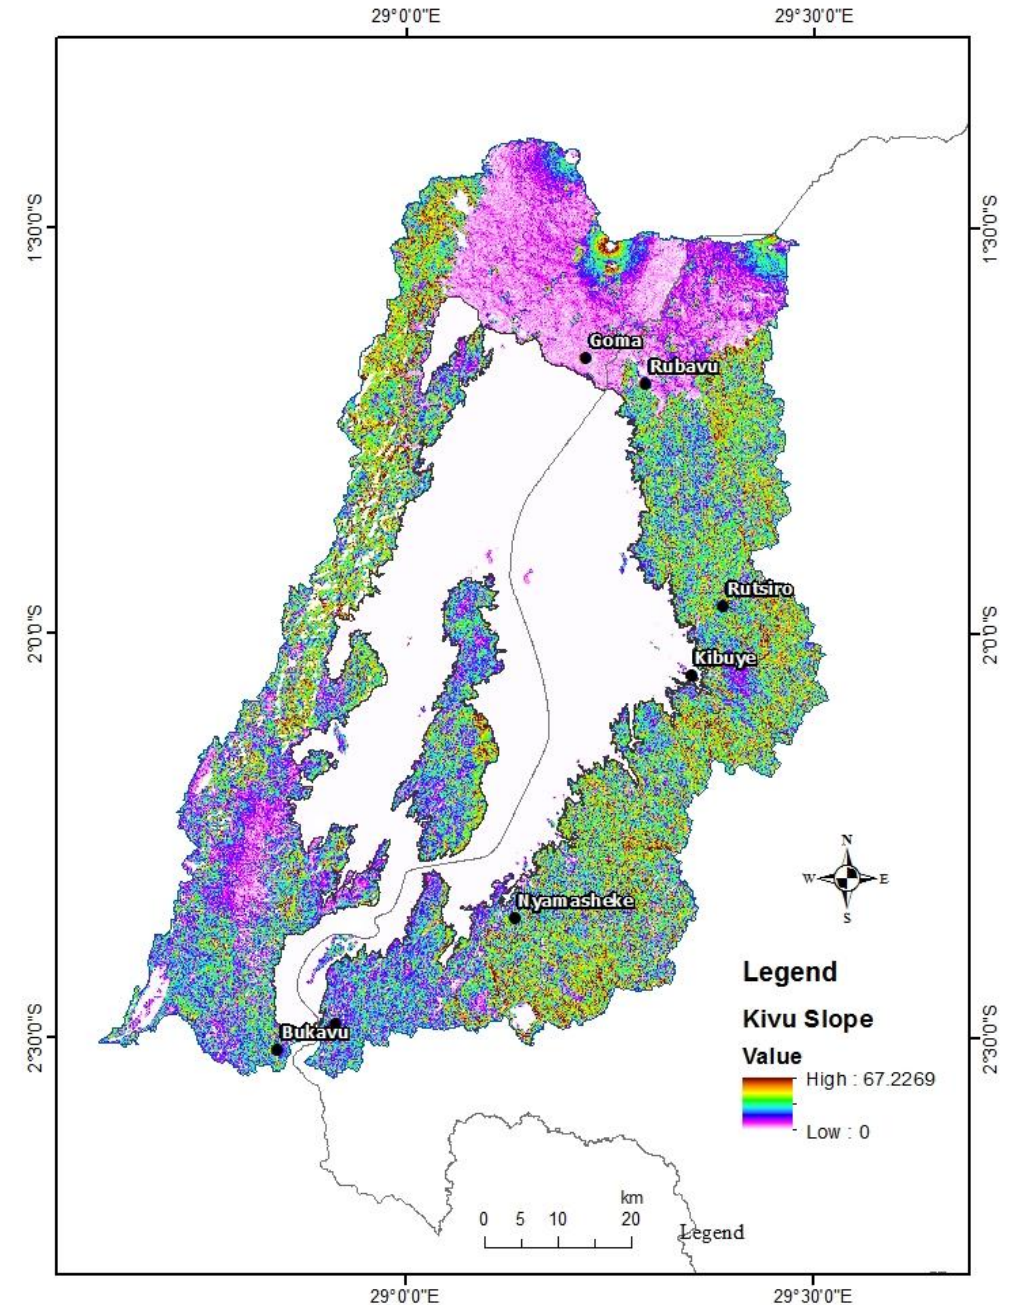 29°0'0"E
29°30'0"E
1°30'0"S
1°30'0"S
Goma
Rubavu
Rutsiro
2°0'0"S
2°0'0"S
Kibuye
N
W
E
S
Nyamasheke
Legend
Kivu Slope
2°30'0"S
2°30'0"S
Bukavu
Value
High : 67.2269
Low : 0
km
0 5 10 20
Legend
29°0'0"E
29°30'0"E